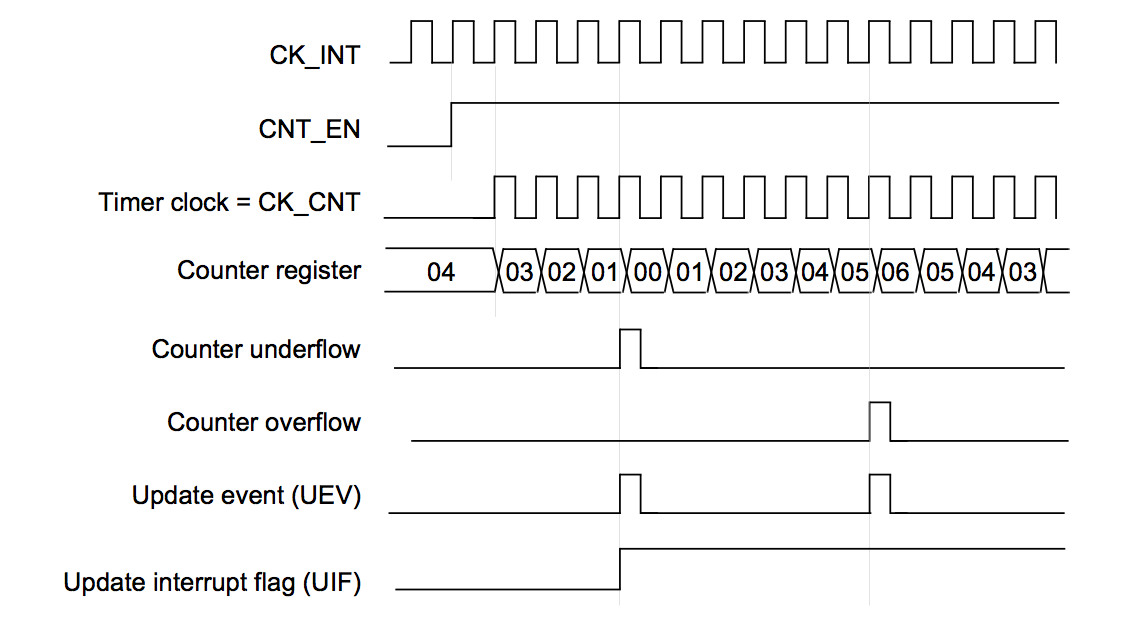 CK_INT
CNT_EN
Timer clock = CK_CNT
Counter register 04 03 02 01 00 01 02 03 04 05 06 05 04 03
Counter underflow
Counter overflow
Update event (UEV)
Update interrupt flag (UIF)